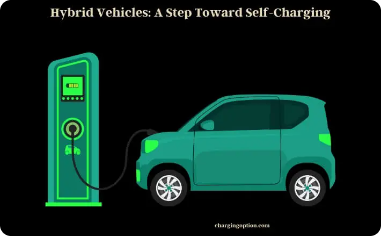 Hybrid Vehicles: A Step Toward Self-Charging
chargingoption.com